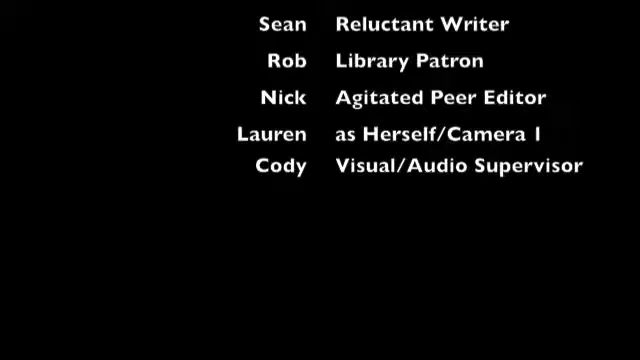 Sean Reluctant Writer
Rob Library Patron
Nick Agitated Peer Editor
Lauren as Herself/Camera 1
Cody Visual/Audio Supervisor